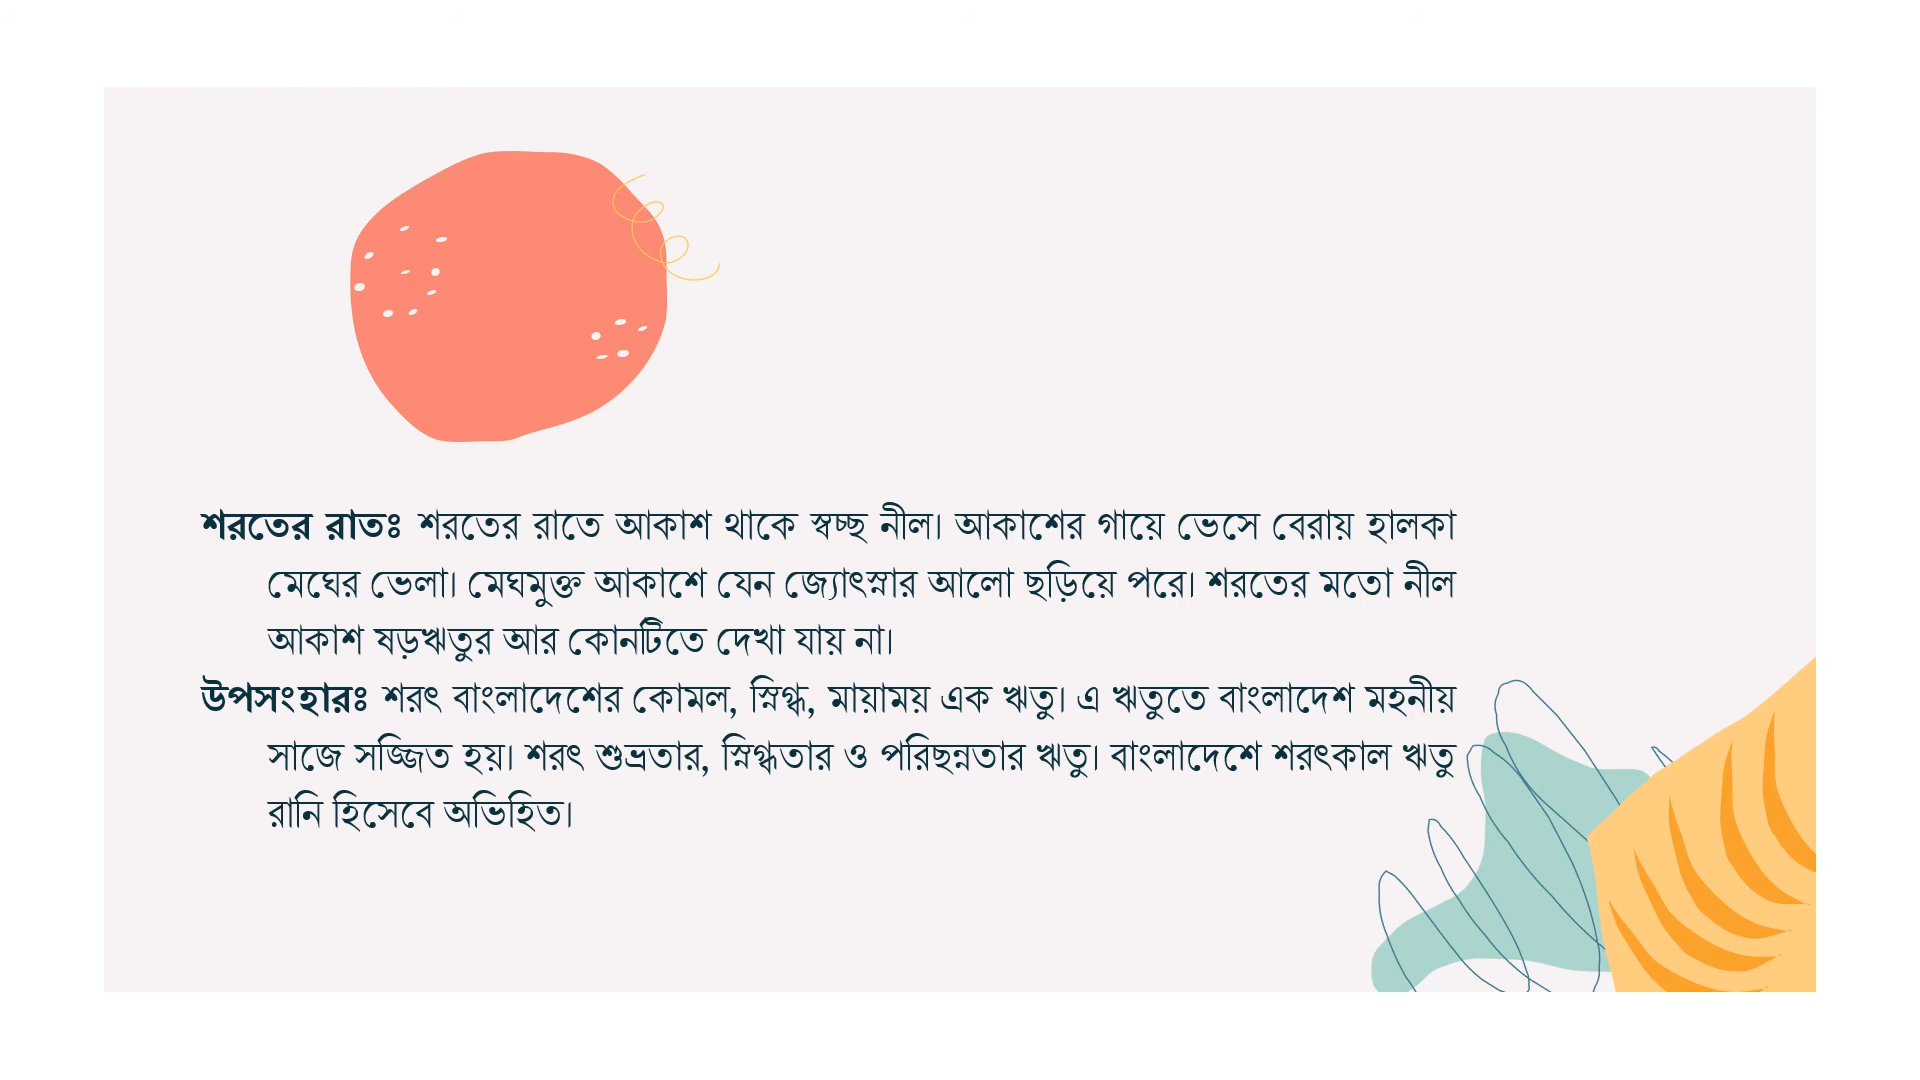 শরতের রাতঃ শরতের রাতে আকাশ থাকে স্বচ্ছ নীল। আকাশের গায়ে ভেসে বেরায় হালকা
মেঘের ভেলা। মেঘমুক্ত আকাশে যেন জ্যোৎস্নার আলো ছড়িয়ে পরে। শরতের মতো নীল
আকাশ ষড়ঋতুর আর কোনটিতে দেখা যায় না।
উপসংহারঃ শরৎ বাংলাদেশের কোমল, স্নিগ্ধ, মায়াময় এক ঋতু। এ ঋতুতে বাংলাদেশ মহনীয়
সাজে সজ্জিত হয়। শরৎ শুভ্রতার, স্নিগ্ধতার ও পরিছন্নতার ঋতু। বাংলাদেশে শরৎকাল ঋতু
রানি হিসেবে অভিহিত।